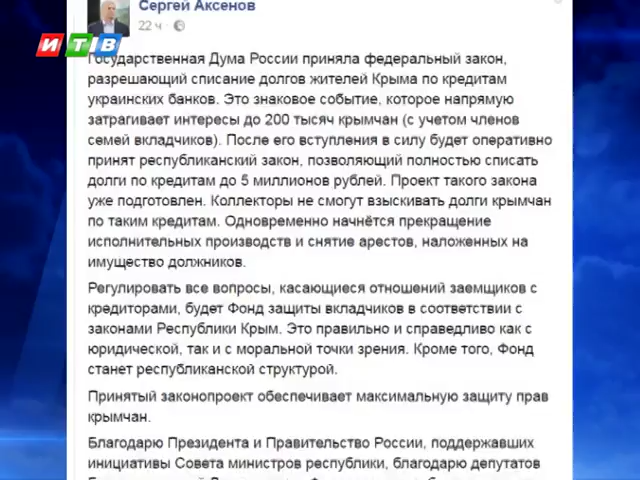 Сергей Аксенов
22 ч ·
ИТВ
Государственная Дума России приняла федеральный закон,
разрешающий списание долгов жителей Крыма по кредитам
украинских банков. Это знаковое событие, которое напрямую
затрагивает интересы до 200 тысяч крымчан (с учетом членов
семей вкладчиков). После его вступления в силу будет оперативно
принят республиканский закон, позволяющий полностью списать
долги по кредитам до 5 миллионов рублей. Проект такого закона
уже подготовлен. Коллекторы не смогут взыскивать долги крымчан
по таким кредитам. Одновременно начнётся прекращение
исполнительных производств и снятие арестов, наложенных на
имущество должников.
Регулировать все вопросы, касающиеся отношений заемщиков с
кредиторами, будет Фонд защиты вкладчиков в соответствии с
законами Республики Крым. Это правильно и справедливо как с
юридической, так и с моральной точки зрения. Кроме того, Фонд
станет республиканской структурой.
Принятый законопроект обеспечивает максимальную защиту прав
крымчан.
Благодарю Президента и Правительство России, поддержавших
инициативы Совета министров республики, благодарю депутатов